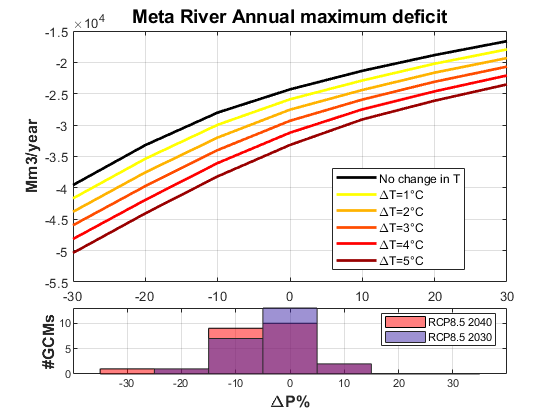 Meta River Annual maximum deficit
×10⁴
-1.5
-2
-2.5
-3
-3.5
-4
-4.5
-5
-5.5
Mm3/year
No change in T
ΔT=1°C
ΔT=2°C
ΔT=3°C
ΔT=4°C
ΔT=5°C
-30 -20 -10 0 10 20 30
10
5
0
#GCMs
RCP8.5 2040
RCP8.5 2030
-30 -20 -10 0 10 20 30
ΔP%